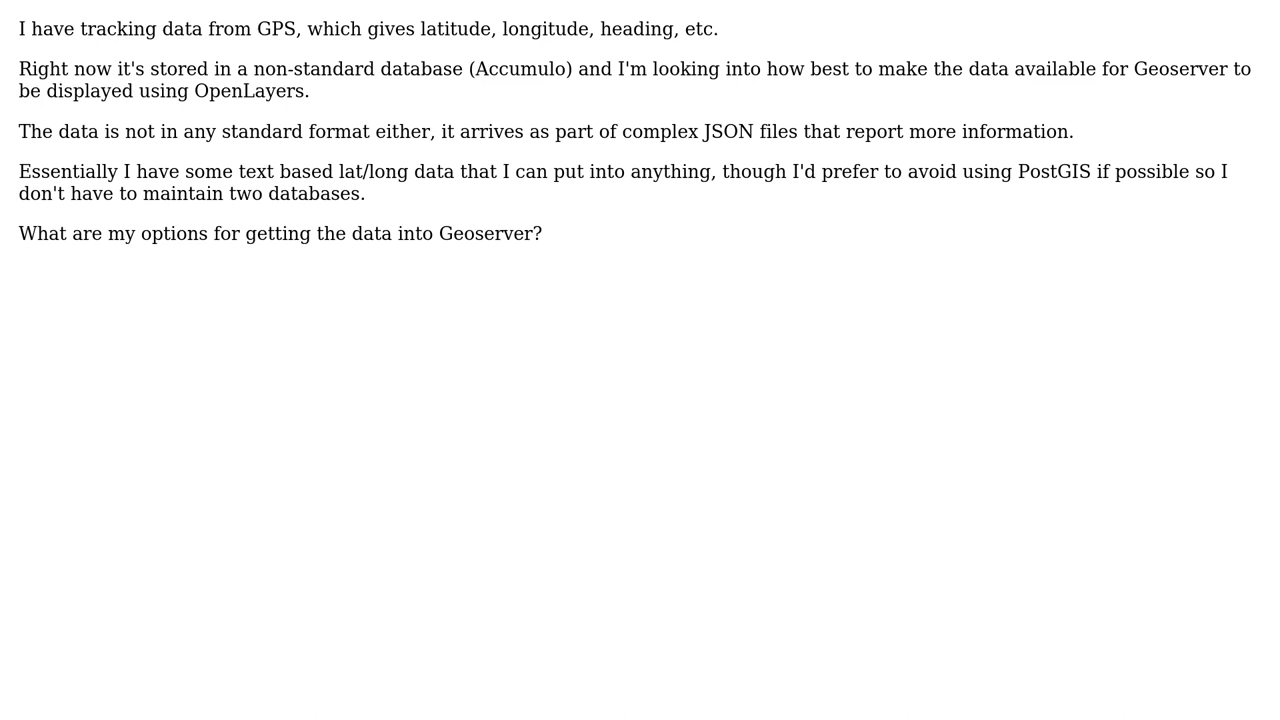 I have tracking data from GPS, which gives latitude, longitude, heading, etc.
Right now it's stored in a non-standard database (Accumulo) and I'm looking into how best to make the data available for Geoserver to
be displayed using OpenLayers.
The data is not in any standard format either, it arrives as part of complex JSON files that report more information.
Essentially I have some text based lat/long data that I can put into anything, though I'd prefer to avoid using PostGIS if possible so I
don't have to maintain two databases.
What are my options for getting the data into Geoserver?